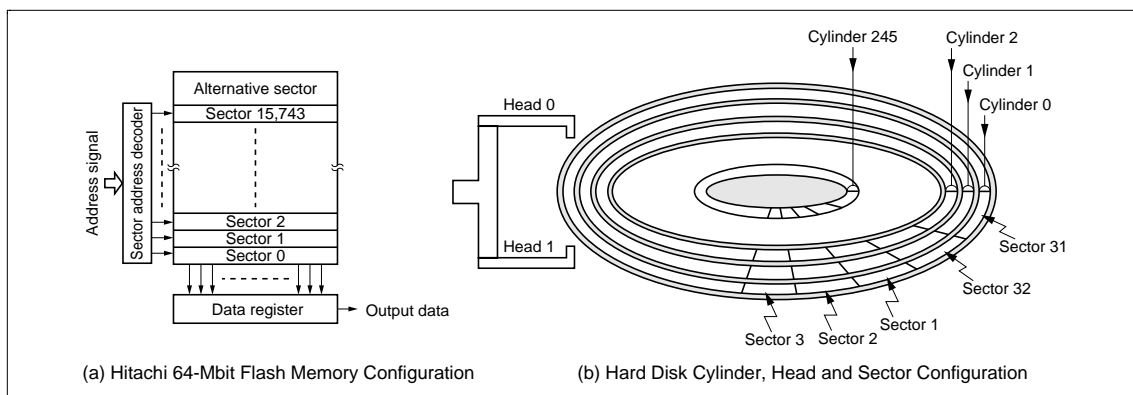 Address signal
Sector address decoder
Alternative sector
Sector 15,743
Sector 2
Sector 1
Sector 0
Data register
Output data
(a) Hitachi 64-Mbit Flash Memory Configuration
Cylinder 245
Cylinder 2
Cylinder 1
Cylinder 0
Head 0
Head 1
Sector 31
Sector 32
Sector 1
Sector 2
Sector 3
(b) Hard Disk Cylinder, Head and Sector Configuration